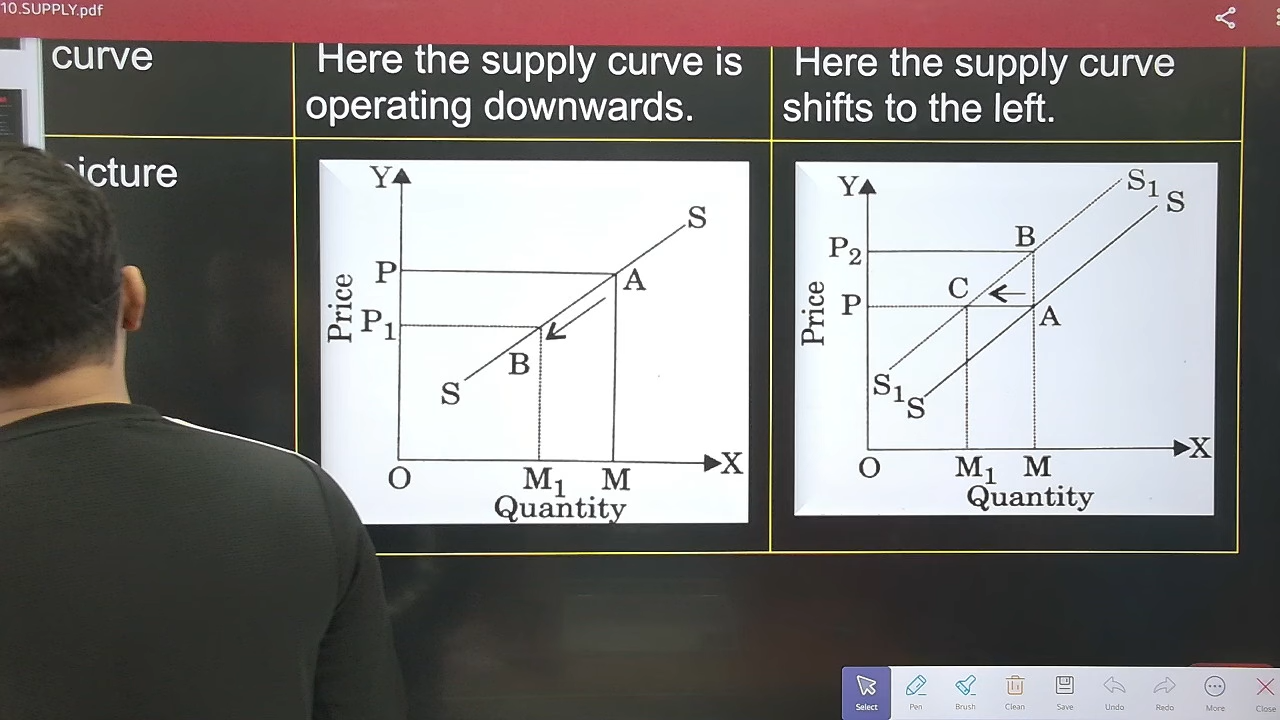 10.SUPPLY.pdf
curve
Here the supply curve is
operating downwards.
Here the supply curve
shifts to the left.
icture
Y
S
P
A
Price
P1
B
S
O
M1
M
X
Quantity
Y
S1
S
P2
B
C
Price
P
A
S1
S
O
M1
M
X
Quantity
Select
Pen
Brush
Clean
Save
Undo
Redo
More
Close